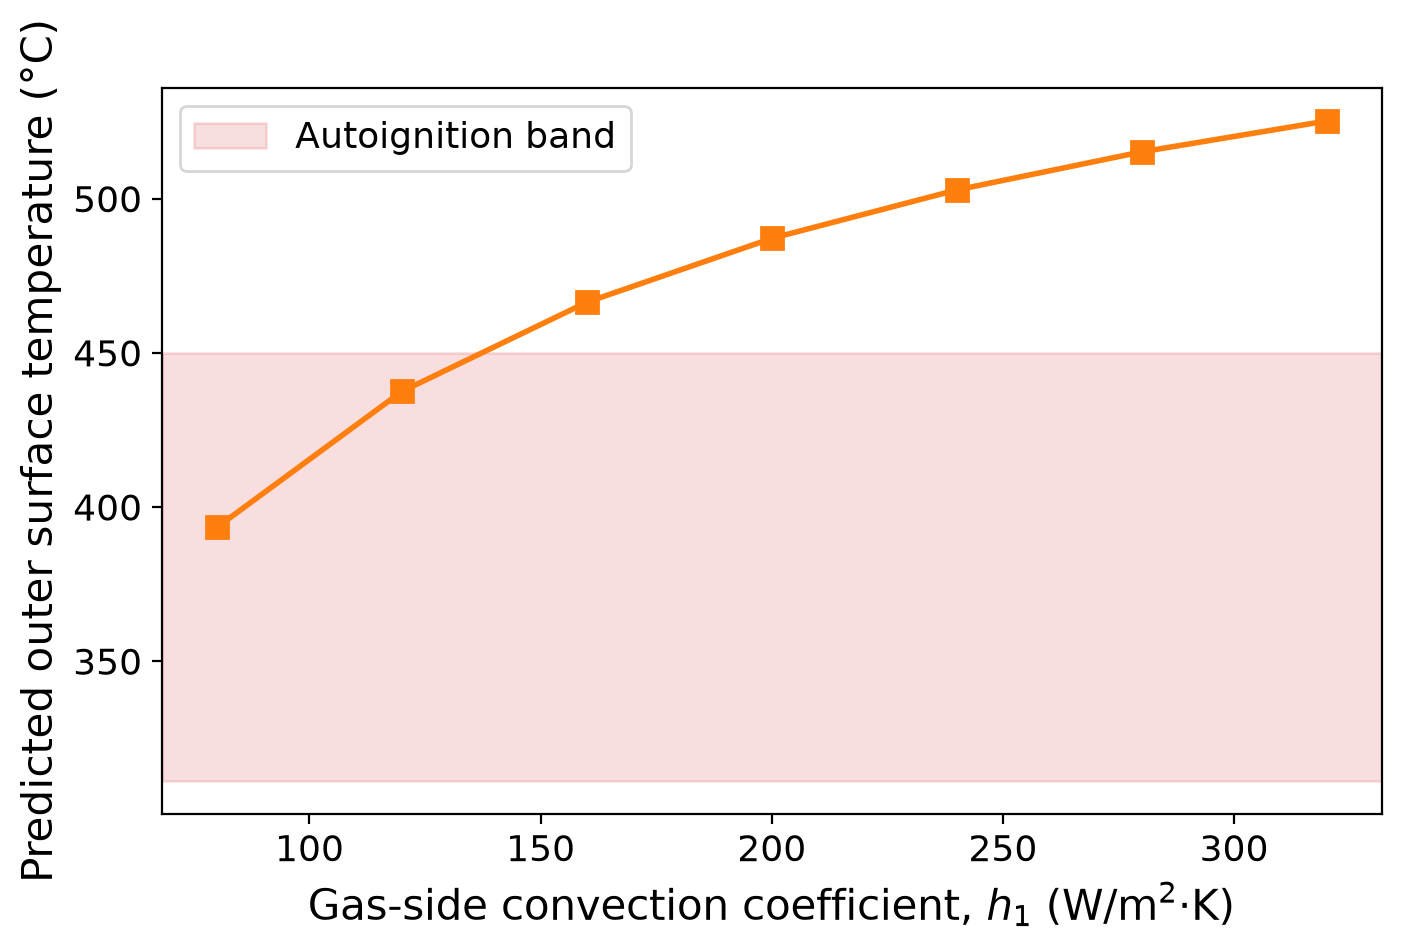 Predicted outer surface temperature (°C)
Autoignition band
500
450
400
350
100 150 200 250 300
Gas-side convection coefficient, h₁ (W/m²·K)